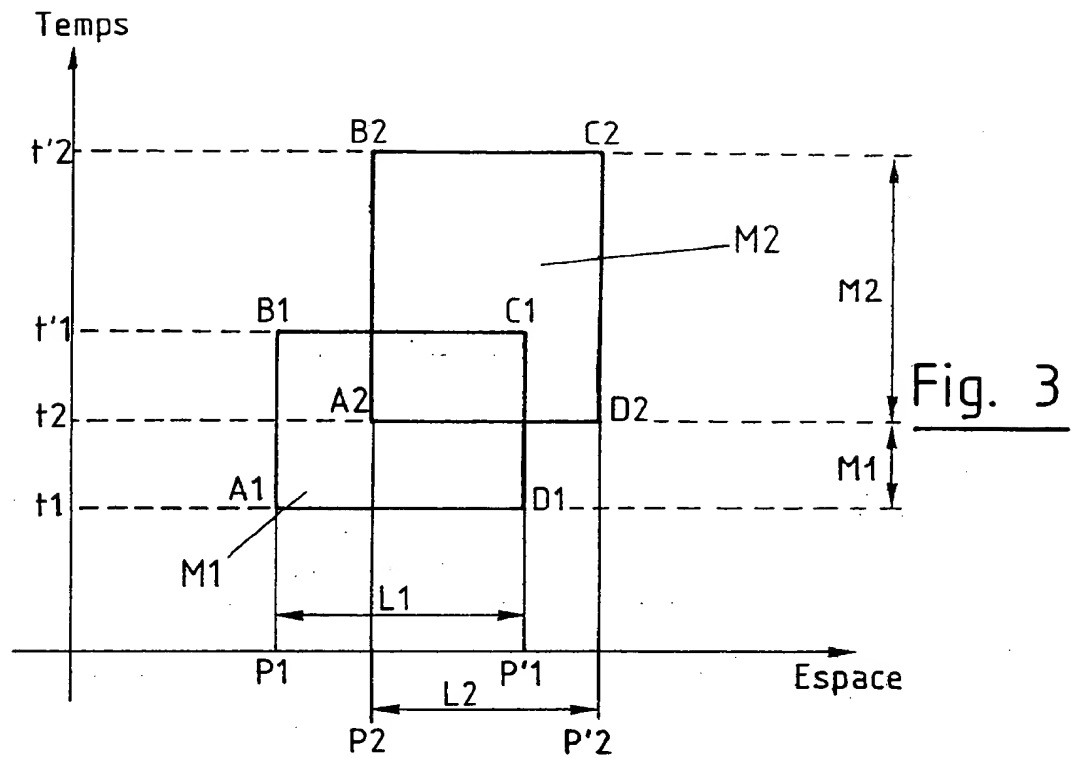 Temps
B2 C2
t'2
M2
M2
B1 C1
t'1
Fig. 3
A2 D2
t2
M1
A1 D1
t1
M1
L1
P1 P'1
Espace
L2
P2 P'2